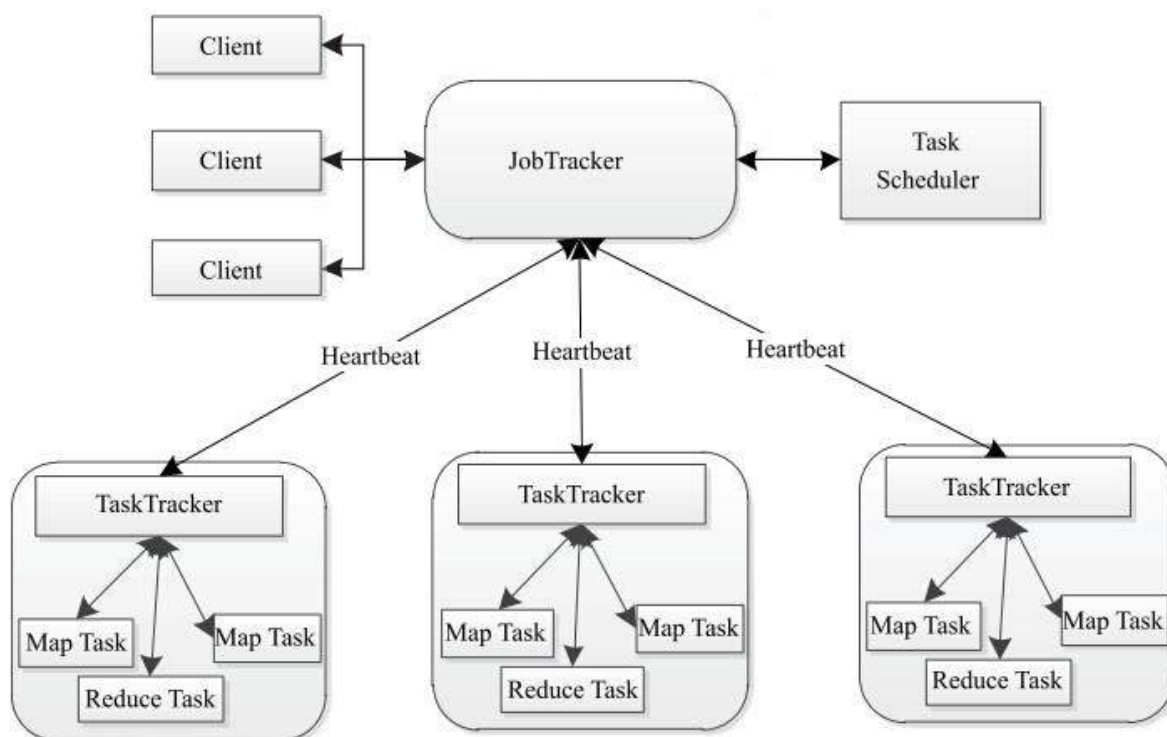 Client
Client
JobTracker
Task
Scheduler
Client
Heartbeat
Heartbeat
Heartbeat
TaskTracker
Map Task
Map Task
Reduce Task
TaskTracker
Map Task
Map Task
Reduce Task
TaskTracker
Map Task
Map Task
Reduce Task